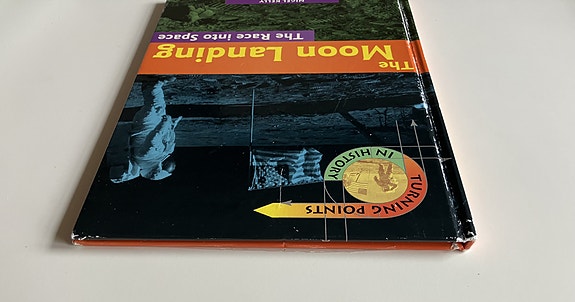 TURNING POINTS
IN HISTORY
The Moon Landing
The Race into Space
NIGEL KELLY